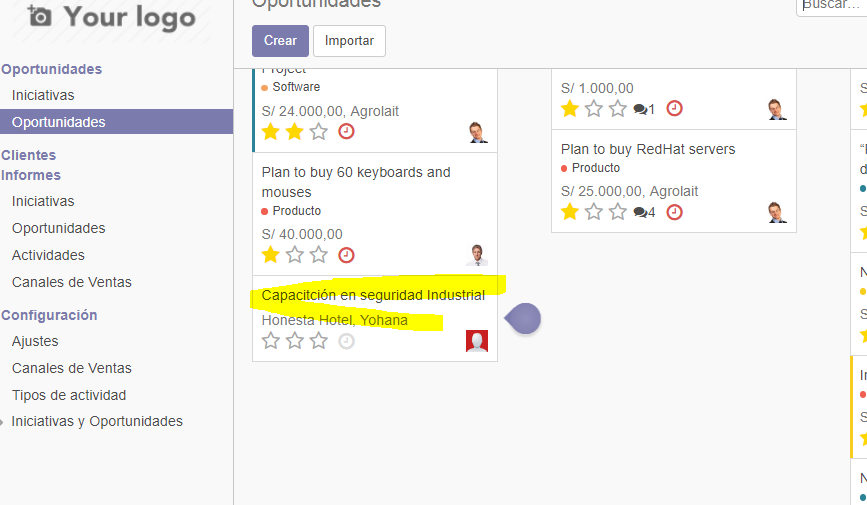 Your logo
Oportunidades
Buscar...
Crear
Importar
Oportunidades
Iniciativas
Oportunidades
Clientes
Informes
Iniciativas
Oportunidades
Actividades
Canales de Ventas
Configuración
Ajustes
Canales de Ventas
Tipos de actividad
Iniciativas y Oportunidades
Project
Software
S/ 24.000,00, Agrolait
Plan to buy 60 keyboards and
mouses
Producto
S/ 40.000,00
Capacitción en seguridad Industrial
Honesta Hotel, Yohana
S/ 1.000,00
1
Plan to buy RedHat servers
Producto
S/ 25.000,00, Agrolait
4